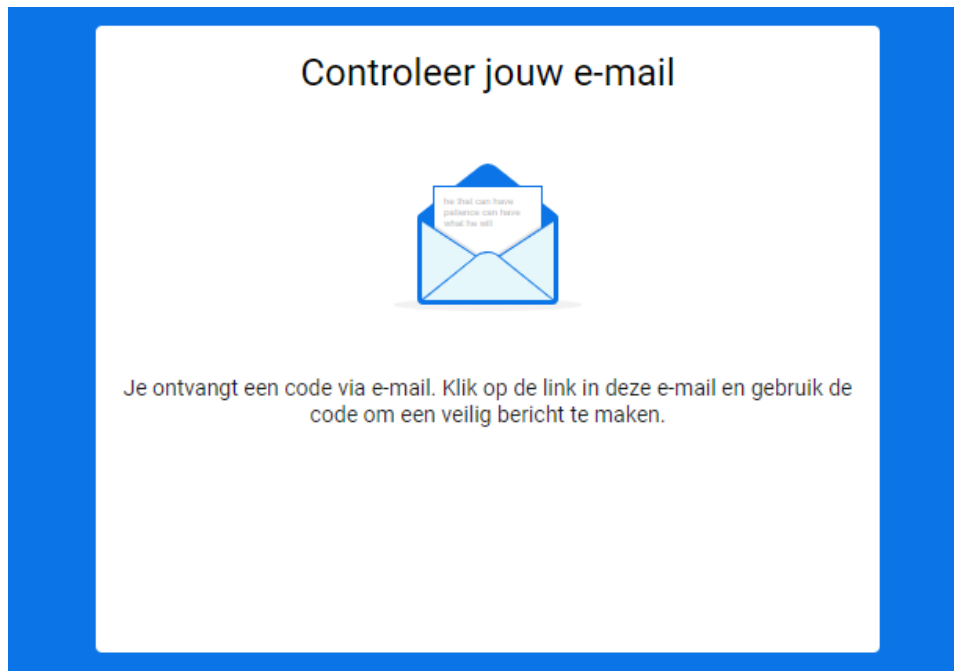 Controleer jouw e-mail
he that can have
patience can have
what he will
Je ontvangt een code via e-mail. Klik op de link in deze e-mail en gebruik de
code om een veilig bericht te maken.